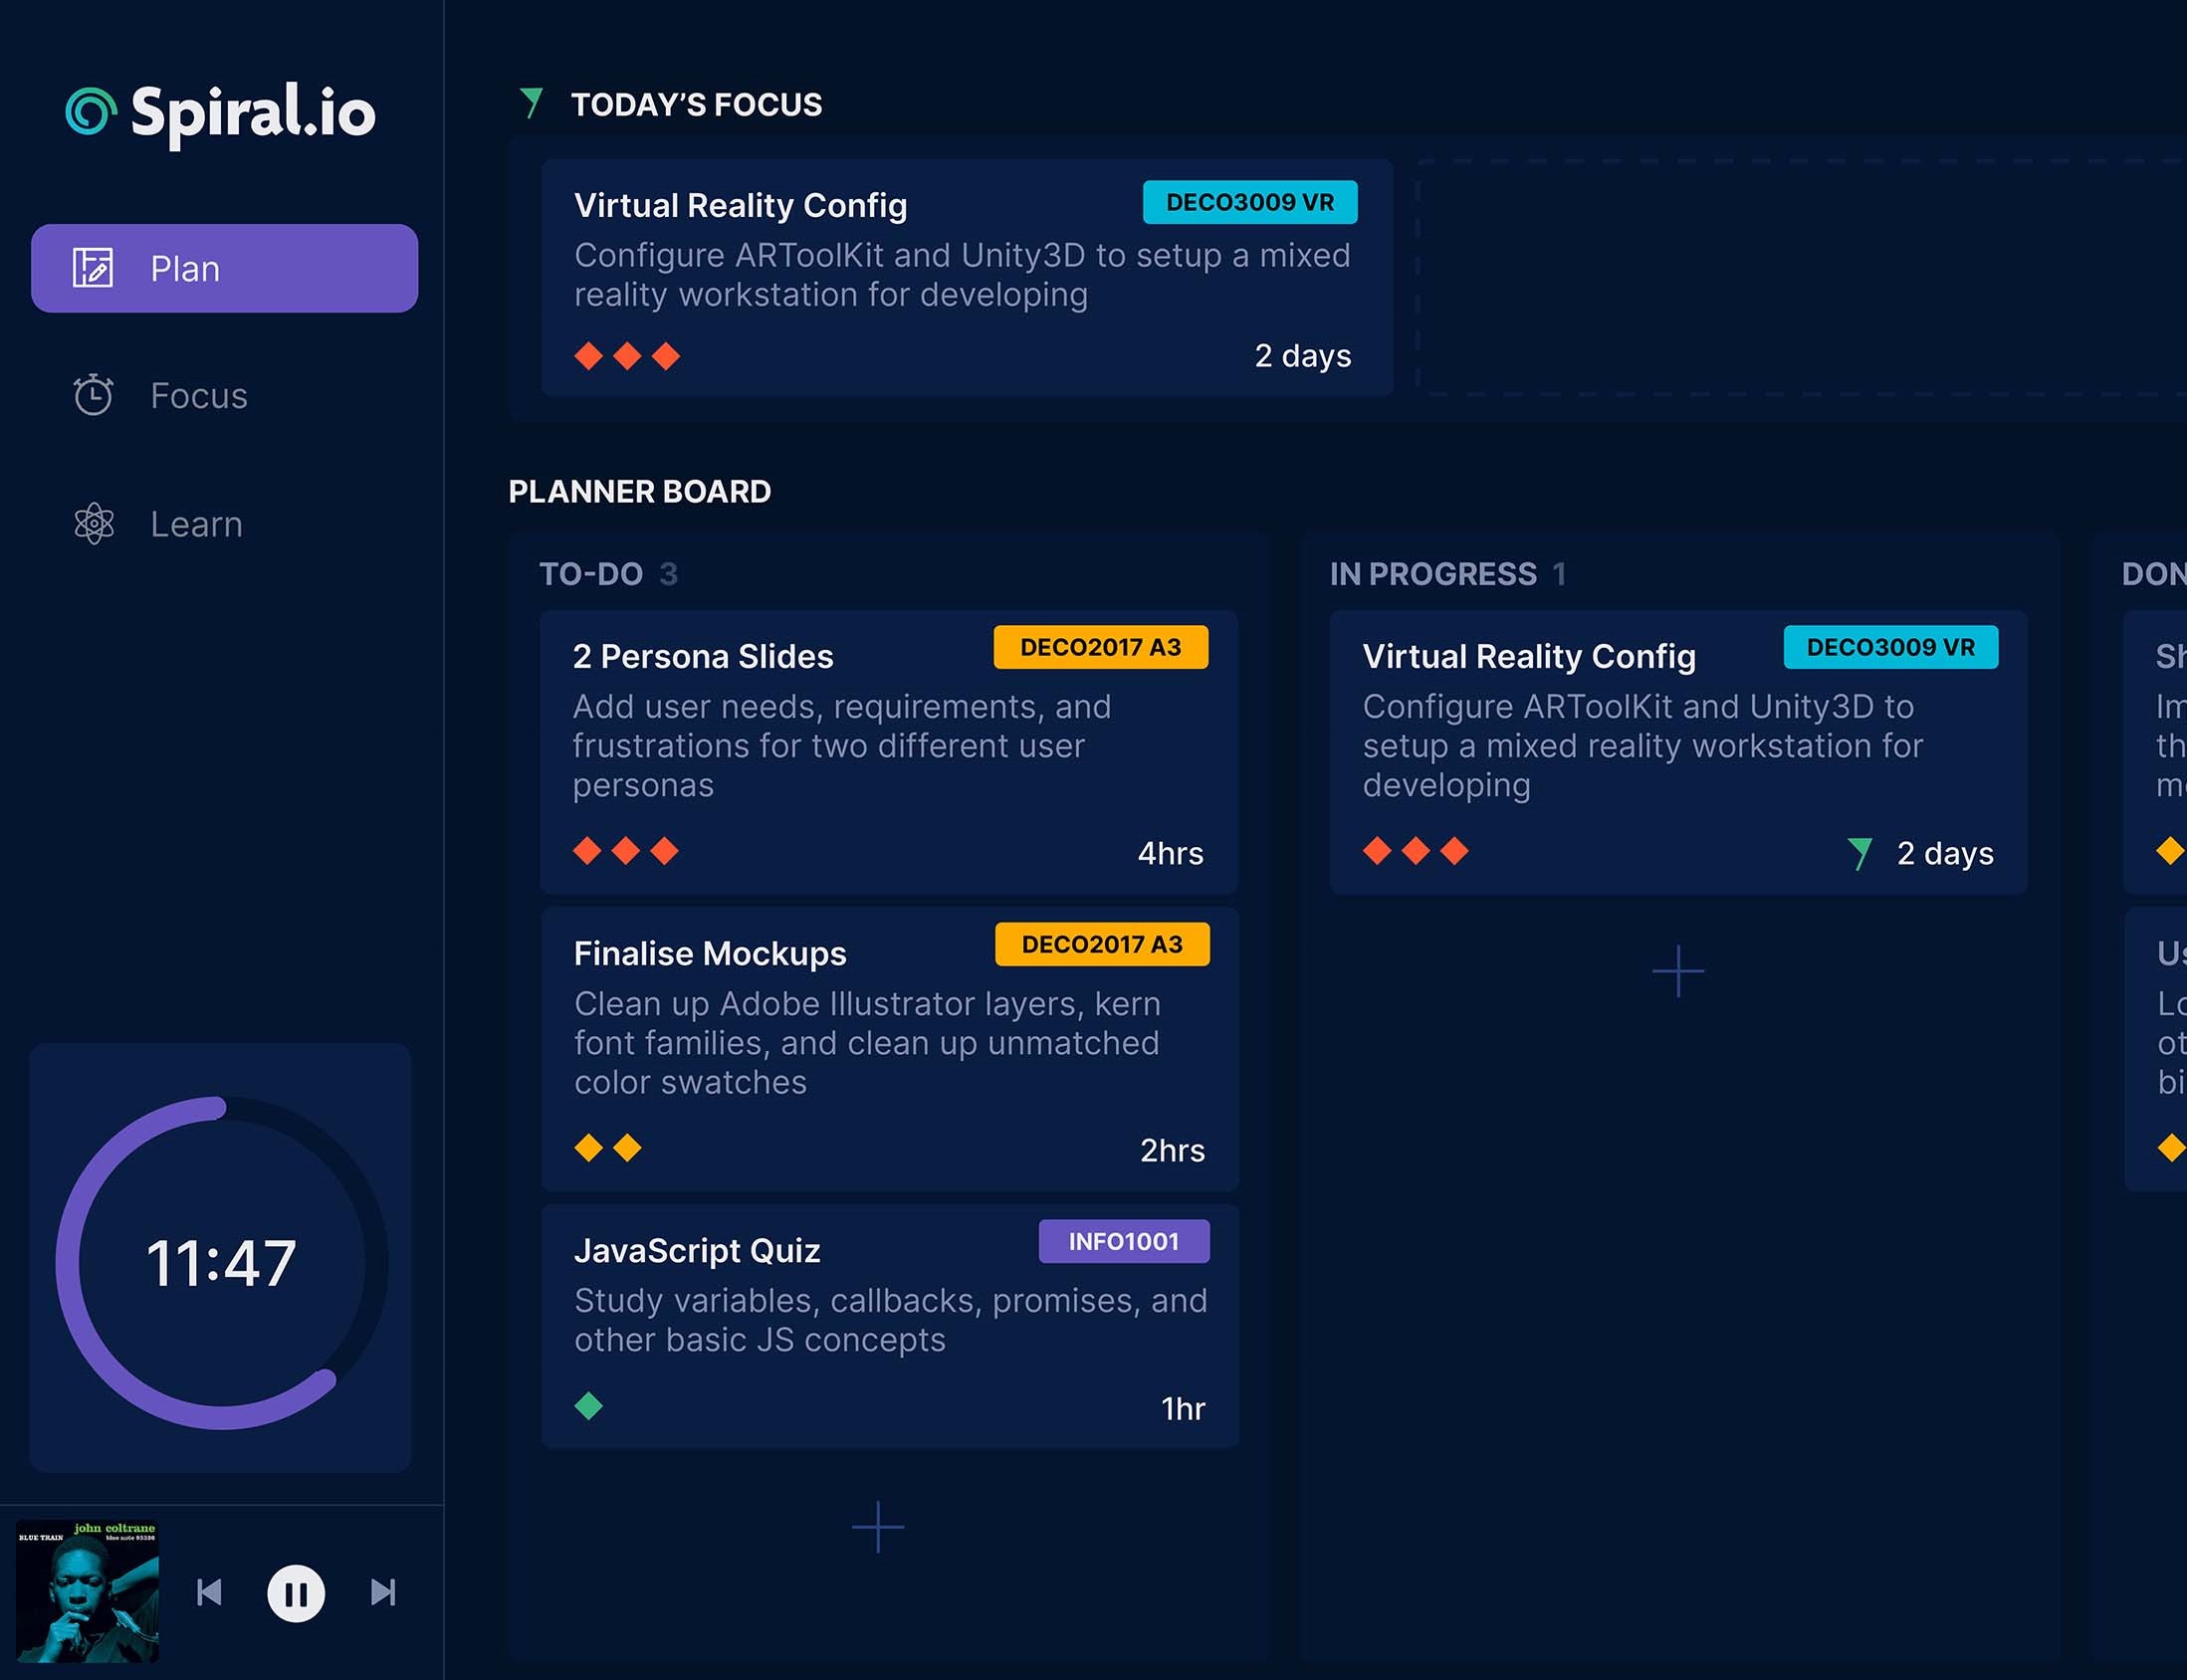 Spiral.io
Plan
Focus
Learn
11:47
BLUE TRAIN
john coltrane
blue note 95326
TODAY’S FOCUS
Virtual Reality Config
DECO3009 VR
Configure ARToolKit and Unity3D to setup a mixed
reality workstation for developing
2 days
PLANNER BOARD
TO-DO 3
2 Persona Slides
DECO2017 A3
Add user needs, requirements, and
frustrations for two different user
personas
4hrs
Finalise Mockups
DECO2017 A3
Clean up Adobe Illustrator layers, kern
font families, and clean up unmatched
color swatches
2hrs
JavaScript Quiz
INFO1001
Study variables, callbacks, promises, and
other basic JS concepts
1hr
IN PROGRESS 1
Virtual Reality Config
DECO3009 VR
Configure ARToolKit and Unity3D to
setup a mixed reality workstation for
developing
2 days
DON
Sh
Im
th
Us
Lo
ot
bi